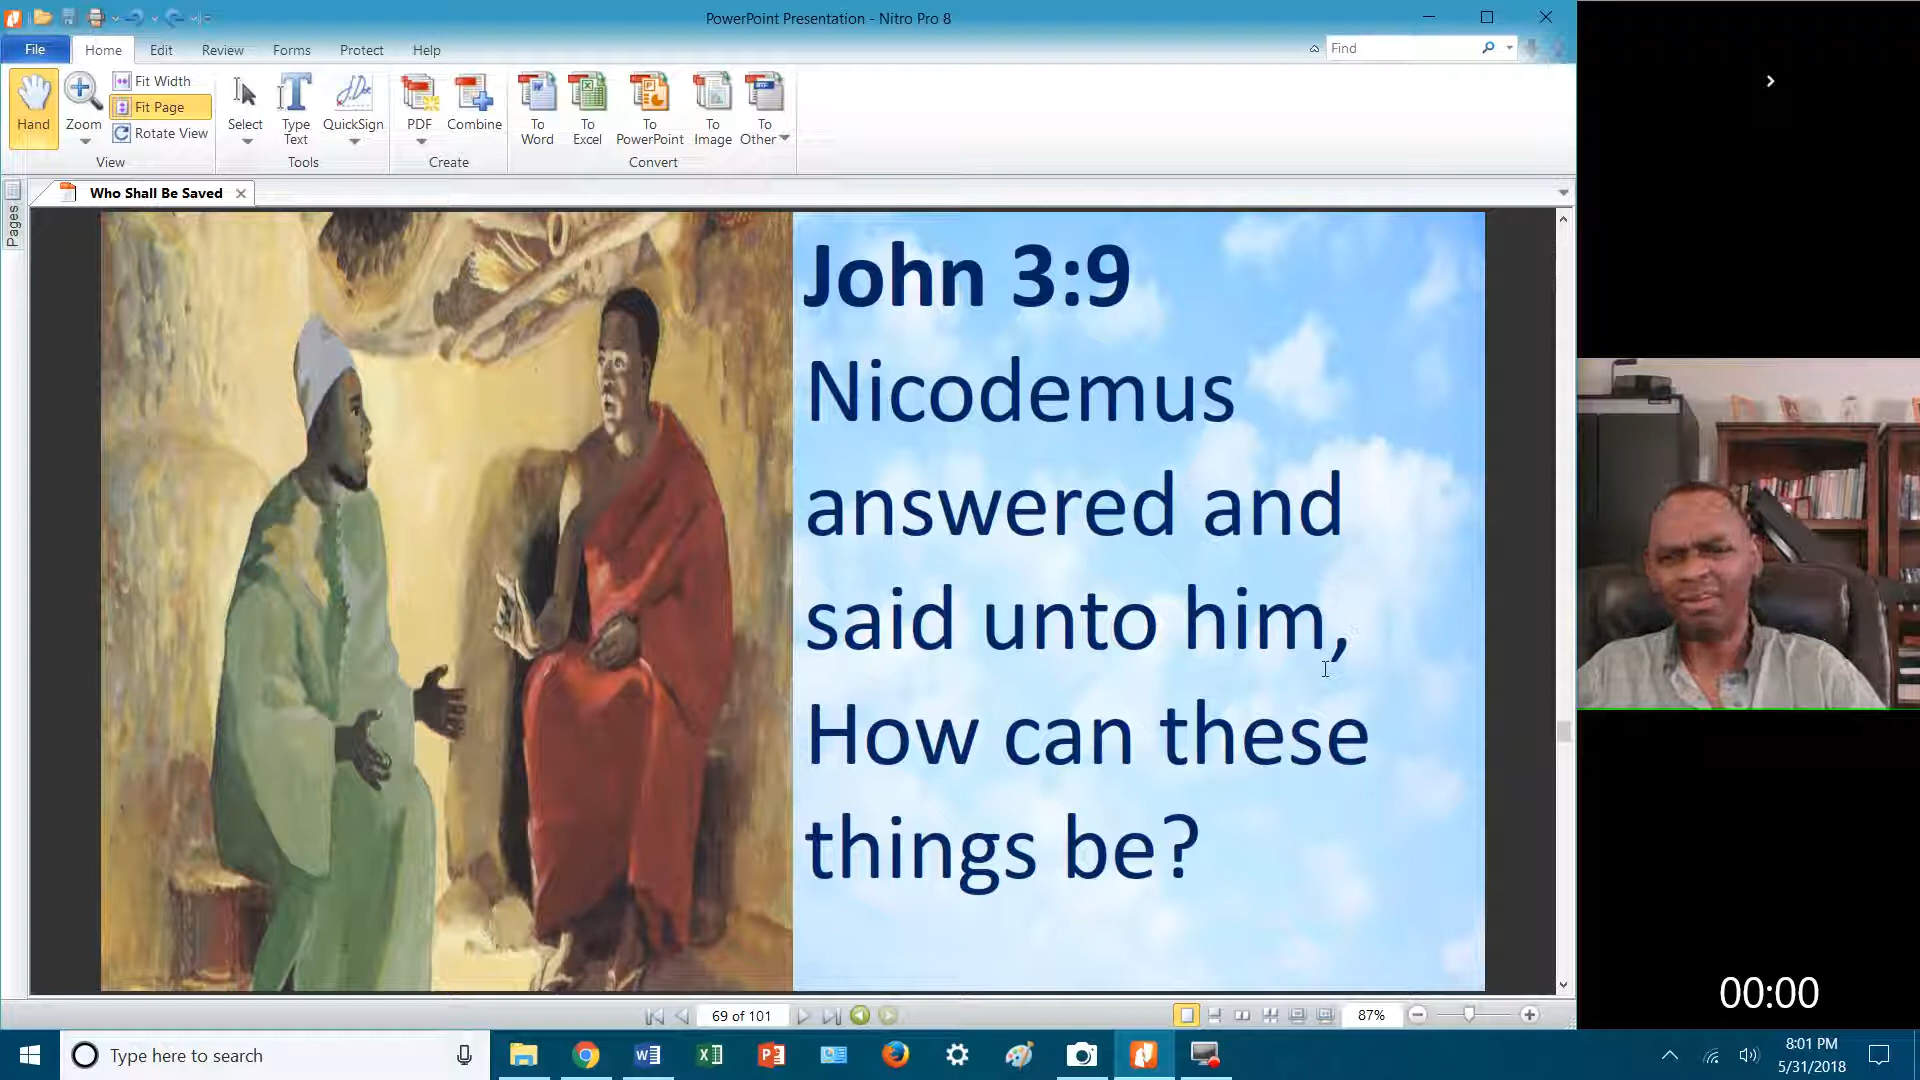 PowerPoint Presentation - Nitro Pro 8
File Home Edit Review Forms Protect Help
Find
Hand
Zoom
Fit Width
Fit Page
Rotate View
View
Select
Type Text
QuickSign
Tools
PDF
Combine
Create
To Word
To Excel
To PowerPoint
To Image
To Other
Convert
Pages
Who Shall Be Saved
John 3:9
Nicodemus
answered and
said unto him,
How can these
things be?
00:00
69 of 101
87%
Type here to search
8:01 PM
5/31/2018